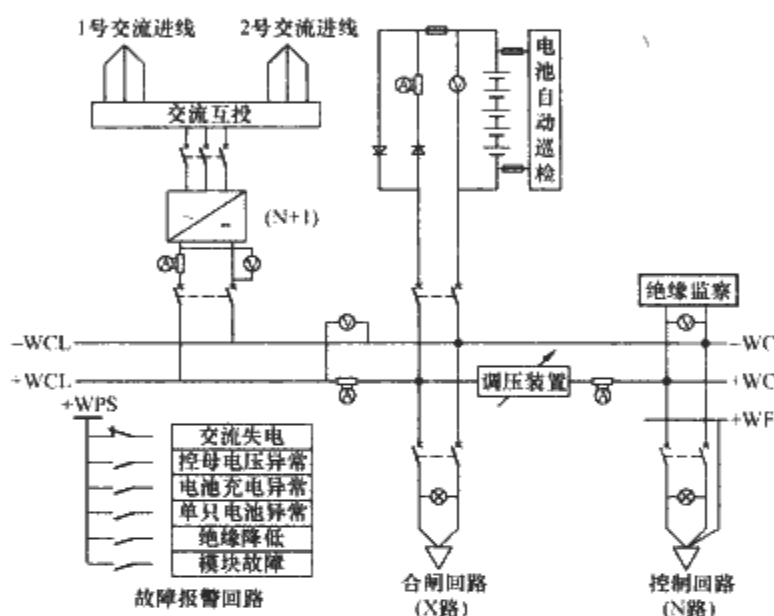 1号交流进线
2号交流进线
交流互投
(N+1)
A
V
A
V
电池自动巡检
绝缘监察
V
V
-WCL
+WCL
调压装置
A
A
-WC
+WC
+WF
+WPS
交流失电
控母电压异常
电池充电异常
单只电池异常
绝缘降低
模块故障
故障报警回路
合闸回路
(X路)
控制回路
(N路)